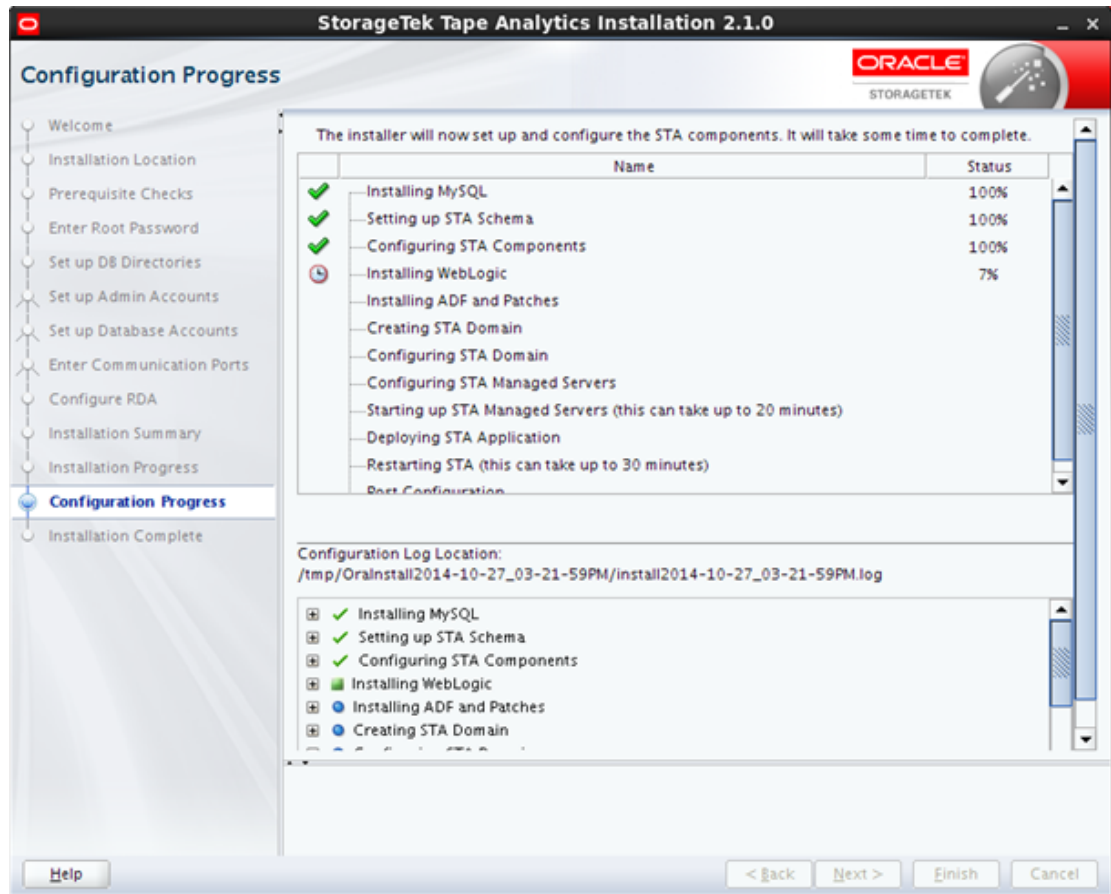 StorageTek Tape Analytics Installation 2.1.0
Configuration Progress
ORACLE
STORAGETEK
Welcome
Installation Location
Prerequisite Checks
Enter Root Password
Set up DB Directories
Set up Admin Accounts
Set up Database Accounts
Enter Communication Ports
Configure RDA
Installation Summary
Installation Progress
Configuration Progress
Installation Complete
The installer will now set up and configure the STA components. It will take some time to complete.
Name Status
Installing MySQL 100%
Setting up STA Schema 100%
Configuring STA Components 100%
Installing WebLogic 7%
Installing ADF and Patches
Creating STA Domain
Configuring STA Domain
Configuring STA Managed Servers
Starting up STA Managed Servers (this can take up to 20 minutes)
Deploying STA Application
Restarting STA (this can take up to 30 minutes)
Port Configuration
Configuration Log Location:
/tmp/OraInstall2014-10-27_03-21-59PM/install2014-10-27_03-21-59PM.log
Installing MySQL
Setting up STA Schema
Configuring STA Components
Installing WebLogic
Installing ADF and Patches
Creating STA Domain
Help
< Back Next > Finish Cancel